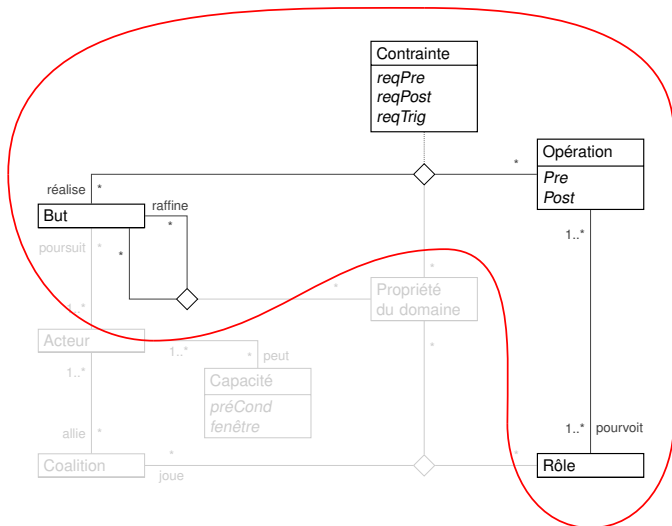 Contrainte
reqPre
reqPost
reqTrig
Opération
Pre
Post
*
réalise *
raffine
*
But
poursuit *
*
1..*
*
*
1..*
Propriété
du domaine
Acteur
1..*
*
peut
*
1..*
Capacité
préCond
fenêtre
allie *
1..* pourvoit
*
joue
*
Coalition
Rôle